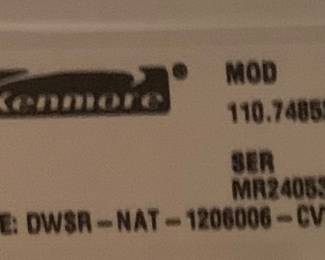 Kenmore® MOD
110.7485
SER
MR24053
E: DWSR-NAT-1206006-CV